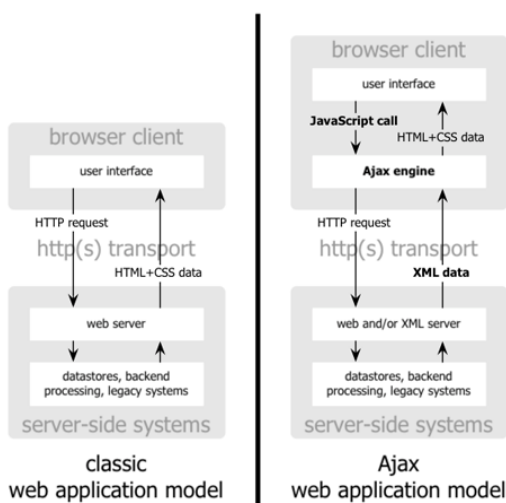 browser client
user interface
HTTP request
http(s) transport
HTML+CSS data
web server
datastores, backend
processing, legacy systems
server-side systems
classic
web application model
browser client
user interface
JavaScript call
HTML+CSS data
Ajax engine
HTTP request
http(s) transport
XML data
web and/or XML server
datastores, backend
processing, legacy systems
server-side systems
Ajax
web application model